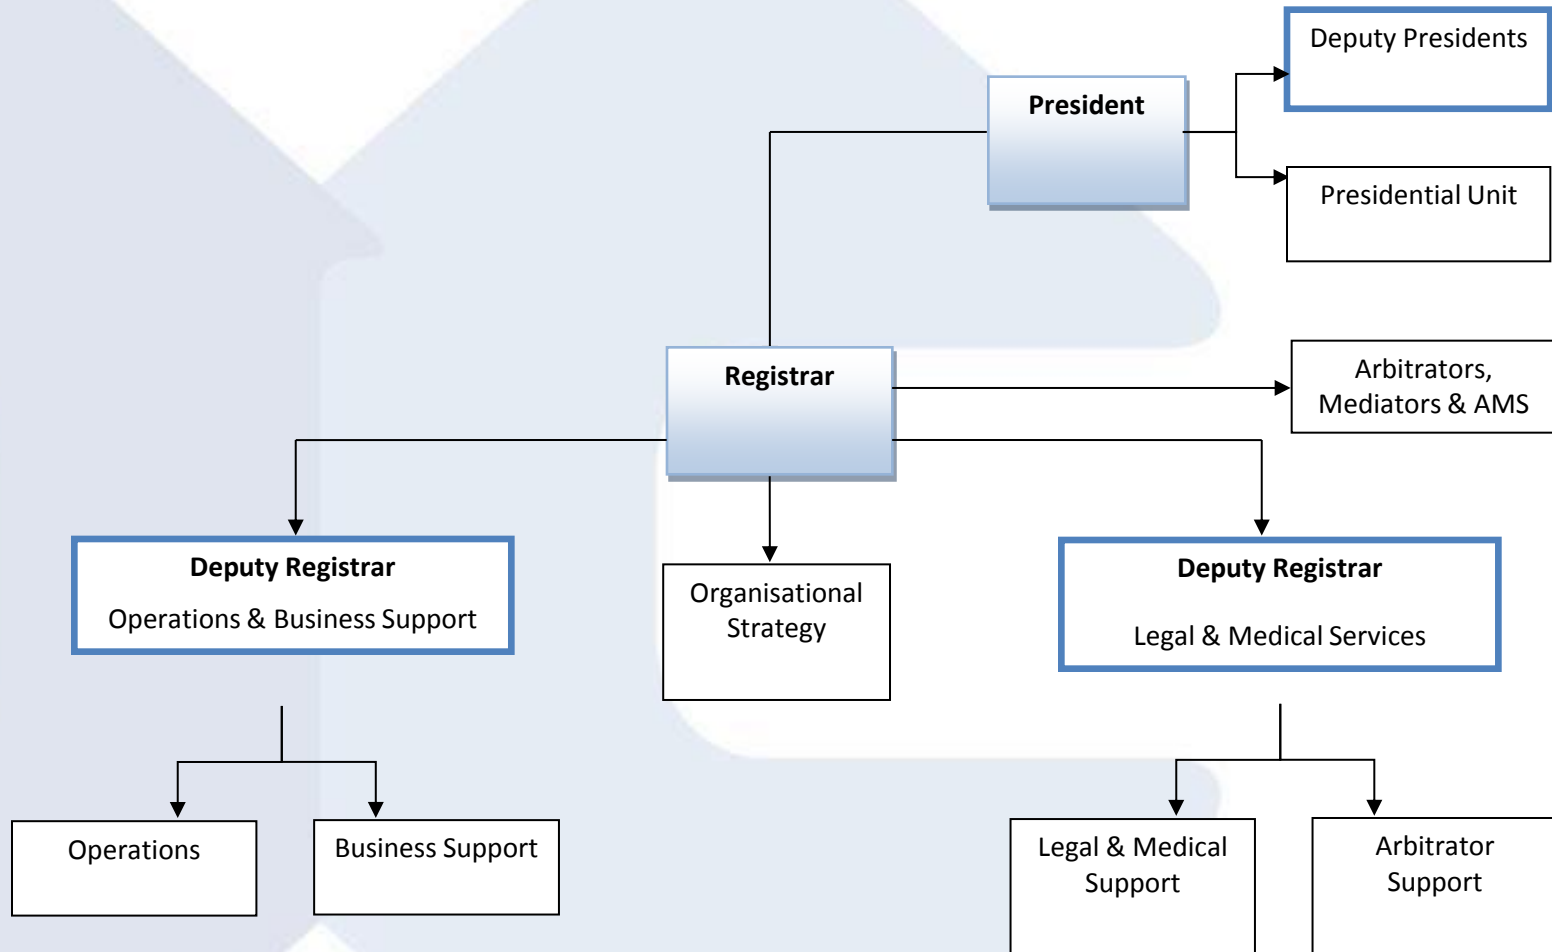 Deputy Presidents
President
Presidential Unit
Registrar
Arbitrators,
Mediators & AMS
Deputy Registrar
Operations & Business Support
Organisational
Strategy
Deputy Registrar
Legal & Medical Services
Operations
Business Support
Legal & Medical
Support
Arbitrator
Support